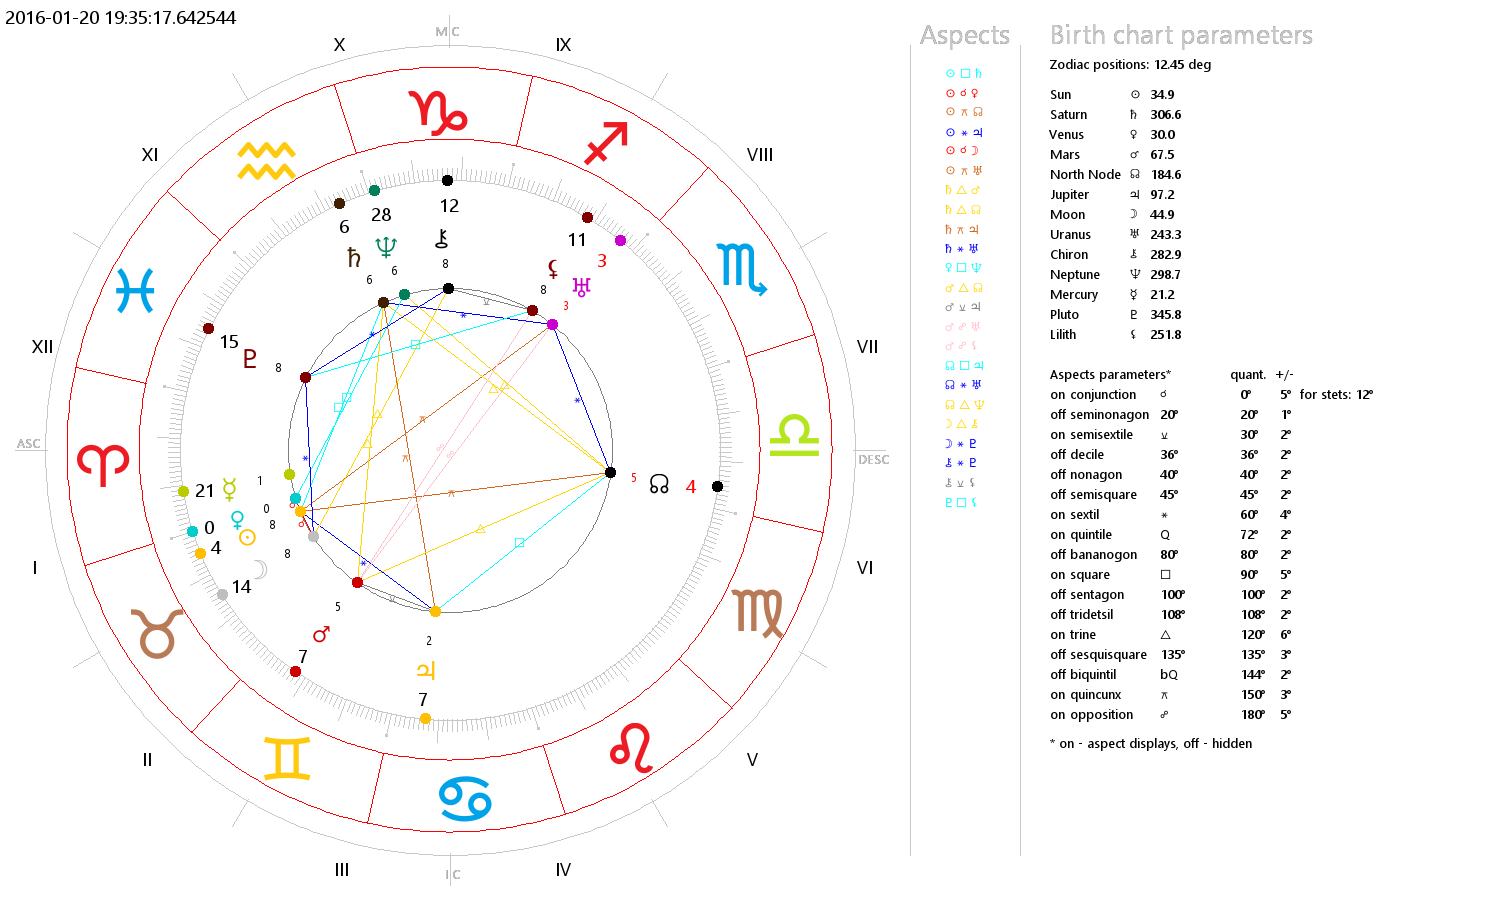 2016-01-20 19:35:17.642544
MC
X
IX
XI
VIII
XII
VII
ASC
DESC
I
VI
II
V
III
IV
IC
♑
♐
♒
♏
♓
♎
♈
♍
♉
♌
♊
♋
12
28
6
11
3
⚷
♆
♄
⚸
♅
8
6
6
8
3
15
♇
8
21
☿
1
0
♀
0
4
☉
8
14
☽
8
5
☊
4
5
♂
7
2
♃
7
Aspects
☉ □ ♄
☉ ☌ ♀
☉ ⚻ ☊
☉ ⚹ ♃
☉ ☌ ☽
☉ ⚻ ♅
♄ △ ♂
♄ △ ☊
♄ ⚻ ♃
♄ ⚹ ♅
♀ □ ♆
♂ △ ☊
♂ ⚺ ♃
♂ ☍ ♅
♂ ☍ ⚸
☊ □ ♃
☊ ⚹ ♅
☊ △ ♆
☽ △ ⚷
☽ ⚹ ♇
⚷ ⚹ ♇
⚷ ⚺ ⚸
♇ □ ⚸
Birth chart parameters
Zodiac positions: 12.45 deg
Sun ☉ 34.9
Saturn ♄ 306.6
Venus ♀ 30.0
Mars ♂ 67.5
North Node ☊ 184.6
Jupiter ♃ 97.2
Moon ☽ 44.9
Uranus ♅ 243.3
Chiron ⚷ 282.9
Neptune ♆ 298.7
Mercury ☿ 21.2
Pluto ♇ 345.8
Lilith ⚸ 251.8
Aspects parameters* quant. +/-
on conjunction ☌ 0° 5° for stets: 12°
off seminonagon 20° 20° 1°
on semisextile ⚺ 30° 2°
off decile 36° 36° 2°
off nonagon 40° 40° 2°
off semisquare 45° 45° 2°
on sextil ⚹ 60° 4°
on quintile Q 72° 2°
off bananogon 80° 80° 2°
on square □ 90° 5°
off sentagon 100° 100° 2°
off tridetsil 108° 108° 2°
on trine △ 120° 6°
off sesquisquare 135° 135° 3°
off biquintil bQ 144° 2°
on quincunx ⚻ 150° 3°
on opposition ☍ 180° 5°
* on - aspect displays, off - hidden